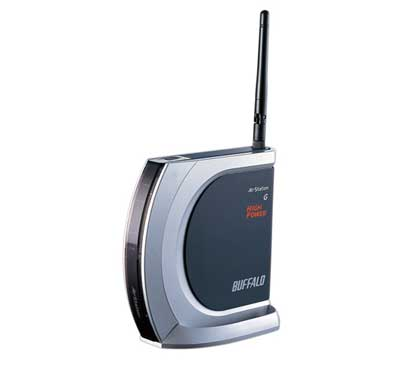 AirStation
G
HIGH
POWER
BUFFALO